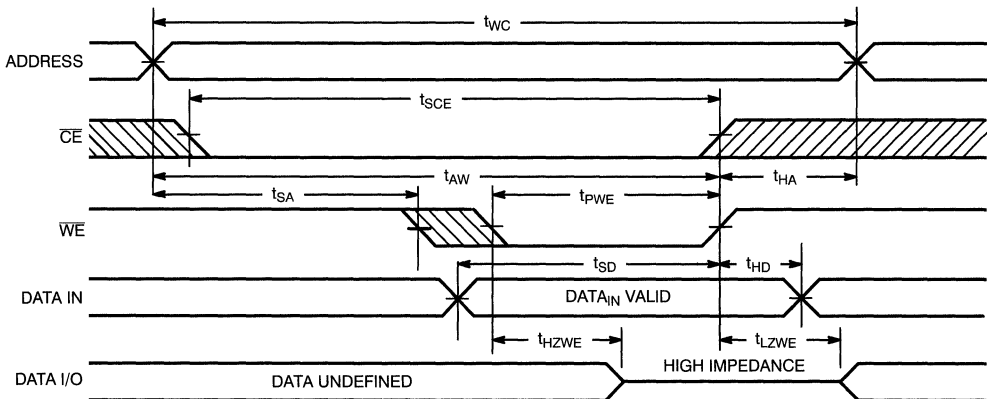 tWC
ADDRESS
tSCE
CE
tAW
tHA
tSA
tPWE
WE
tSD
tHD
DATA IN
DATAIN VALID
tHZWE
tLZWE
HIGH IMPEDANCE
DATA I/O
DATA UNDEFINED